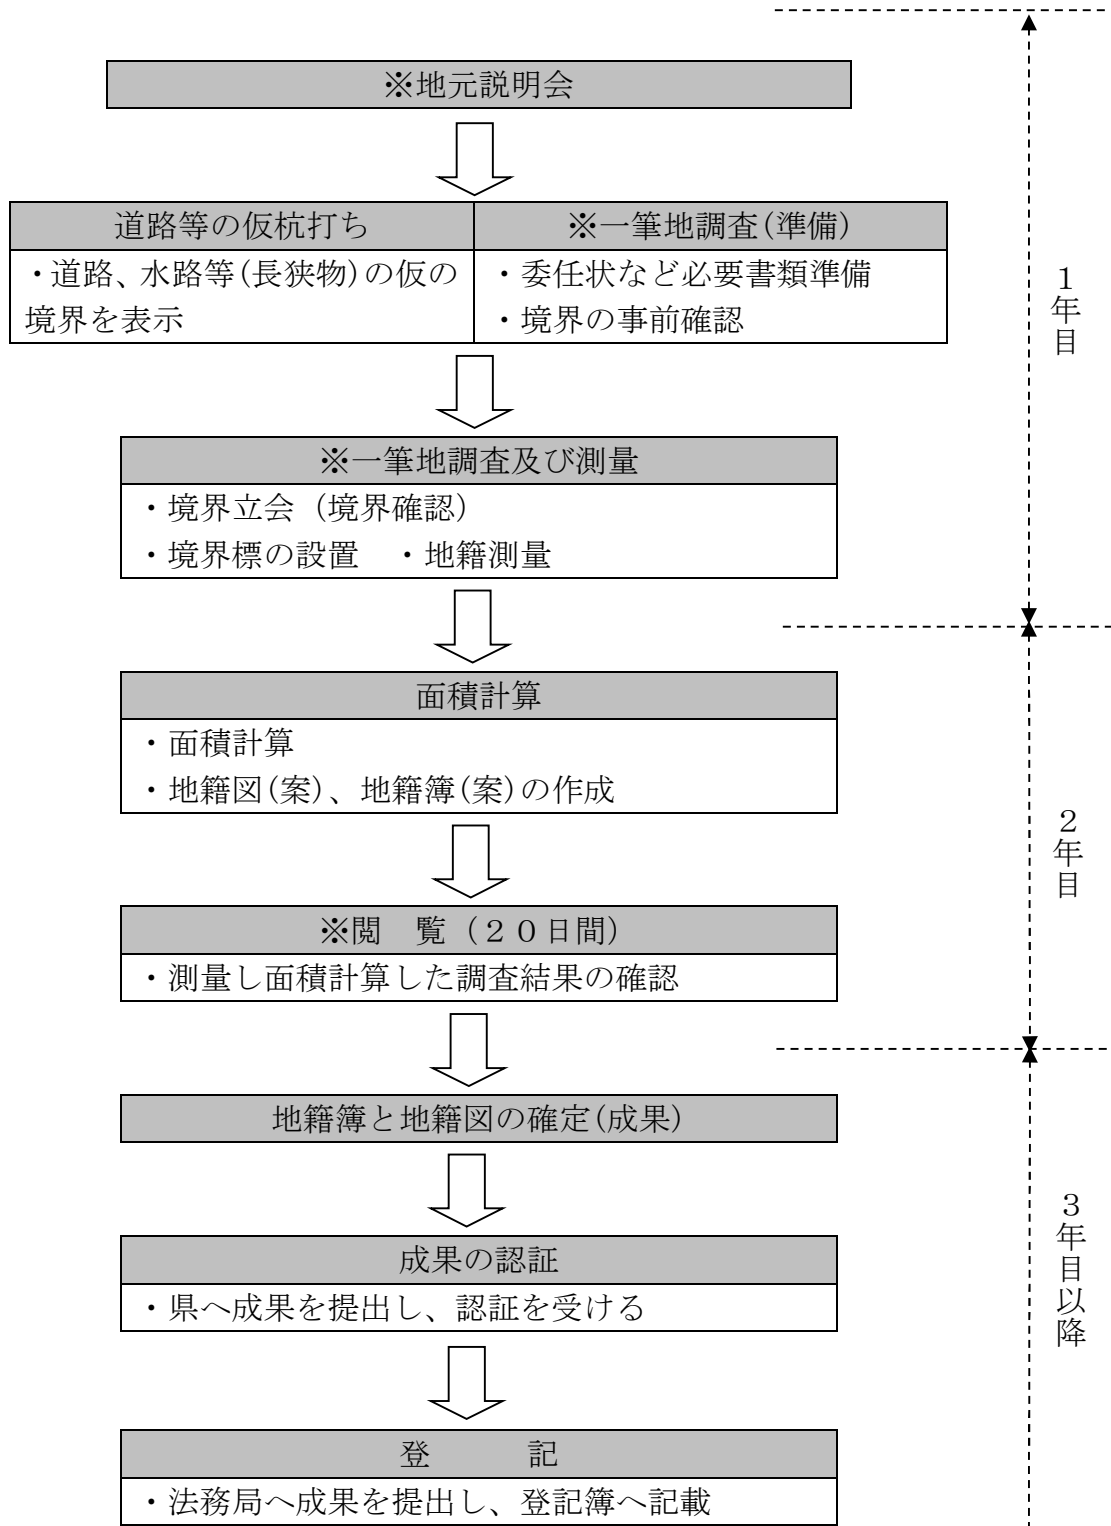 ※地元説明会
道路等の仮杭打ち
・道路、水路等(長狭物)の仮の
境界を表示
※一筆地調査(準備)
・委任状など必要書類準備
・境界の事前確認
※一筆地調査及び測量
・境界立会（境界確認）
・境界標の設置　・地籍測量
１年目
面積計算
・面積計算
・地籍図(案)、地籍簿(案)の作成
※閲　覧（２０日間）
・測量し面積計算した調査結果の確認
２年目
地籍簿と地籍図の確定(成果)
成果の認証
・県へ成果を提出し、認証を受ける
登　　　記
・法務局へ成果を提出し、登記簿へ記載
３年目以降